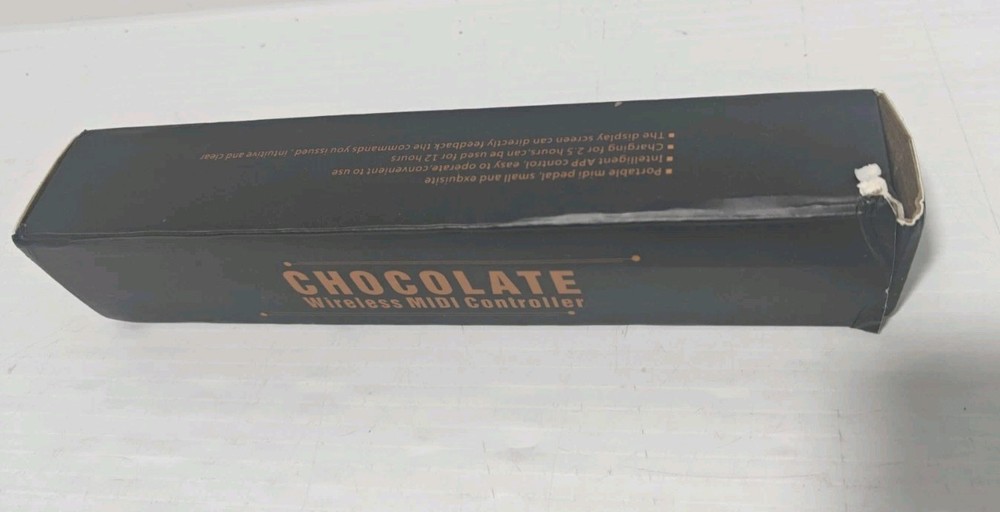 ▪ Portable midi pedal, small and exquisite
▪ Intelligent APP control, easy to operate, convenient to use
▪ Charging for 2.5 hours, can be used for 12 hours
▪ The display screen can directly feedback the commands you issued, intuitive and clear
CHOCOLATE
Wireless MIDI Controller